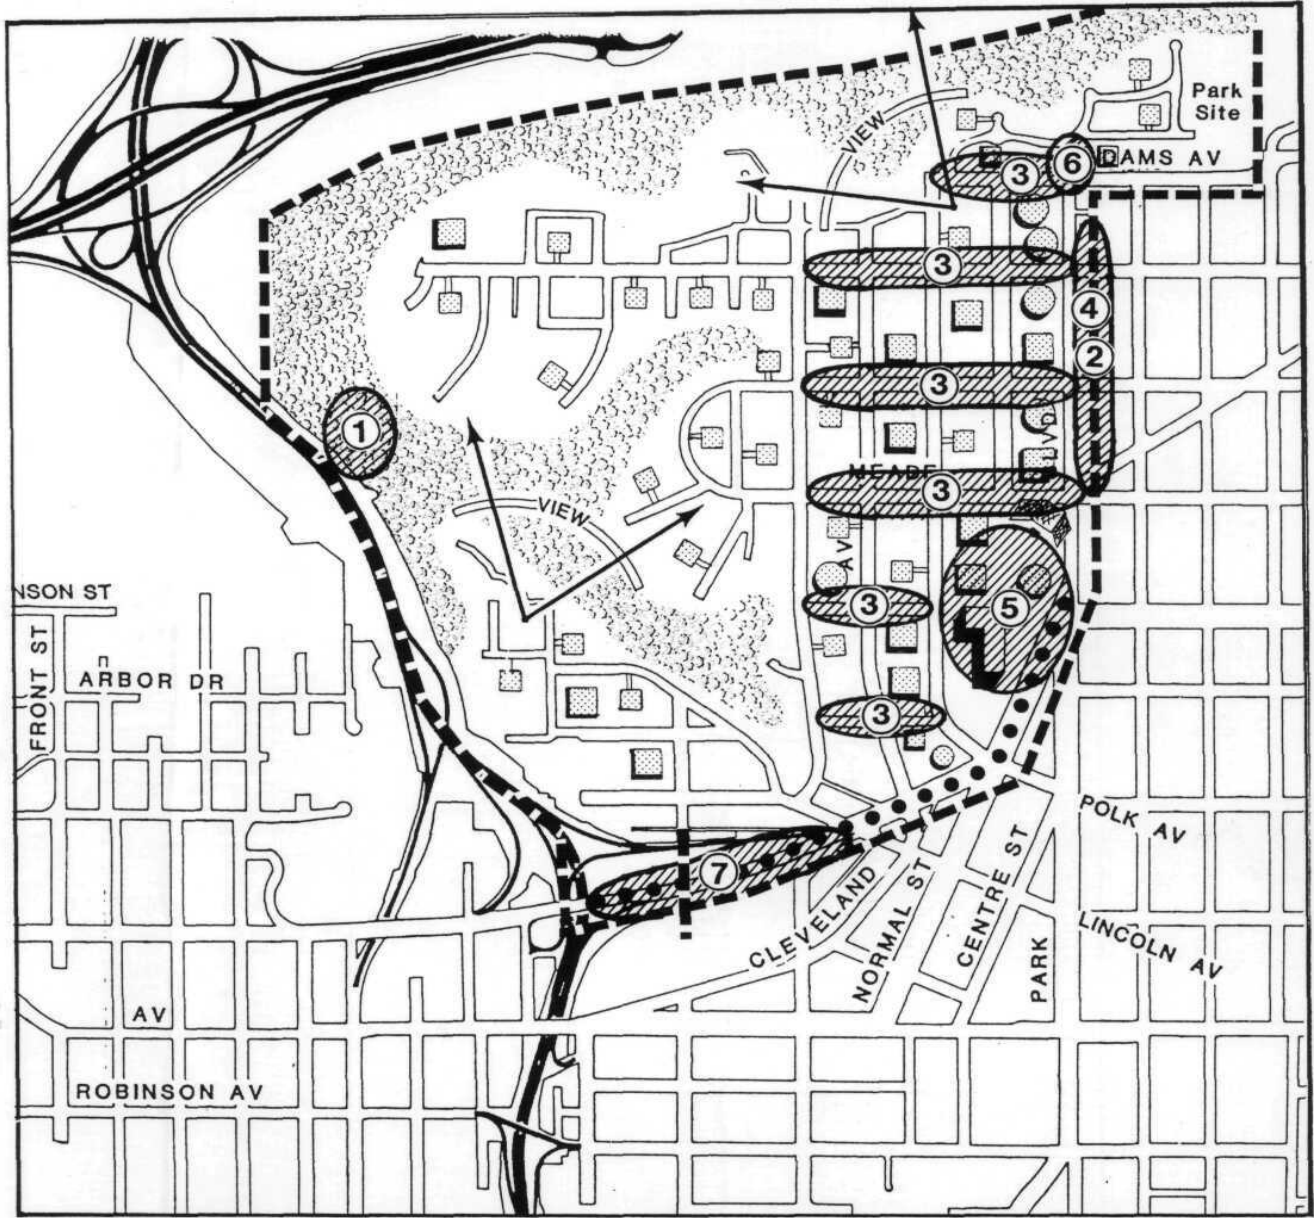 Park
Site
VIEW
DAMS AV
6
3
3
4
2
3
BLVD
1
MEADE
3
VIEW
AV
NSON ST
3
5
FRONT ST
ARBOR DR
3
POLK AV
7
CLEVELAND
NORMAL ST
CENTRE ST
PARK
LINCOLN AV
AV
ROBINSON AV